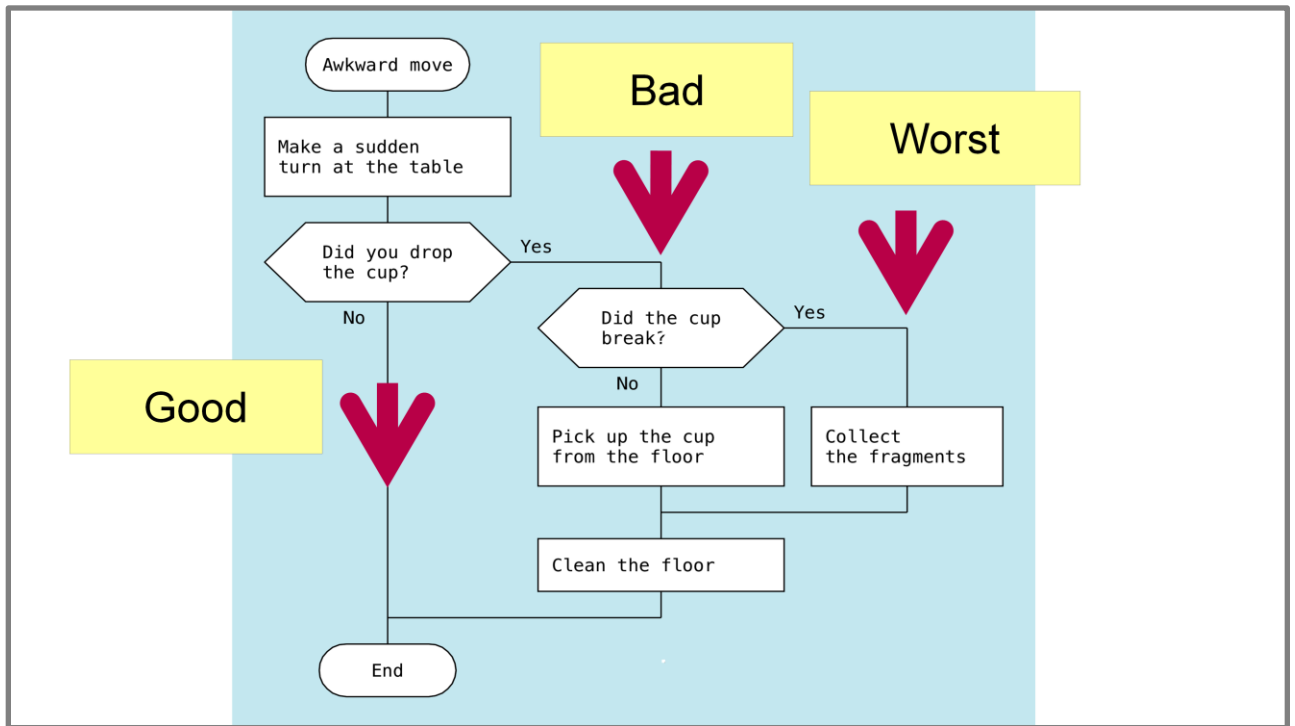 Awkward move
Bad
Worst
Make a sudden
turn at the table
Did you drop
the cup?
Yes
No
Did the cup
break?
Yes
No
Good
Pick up the cup
from the floor
Collect
the fragments
Clean the floor
End